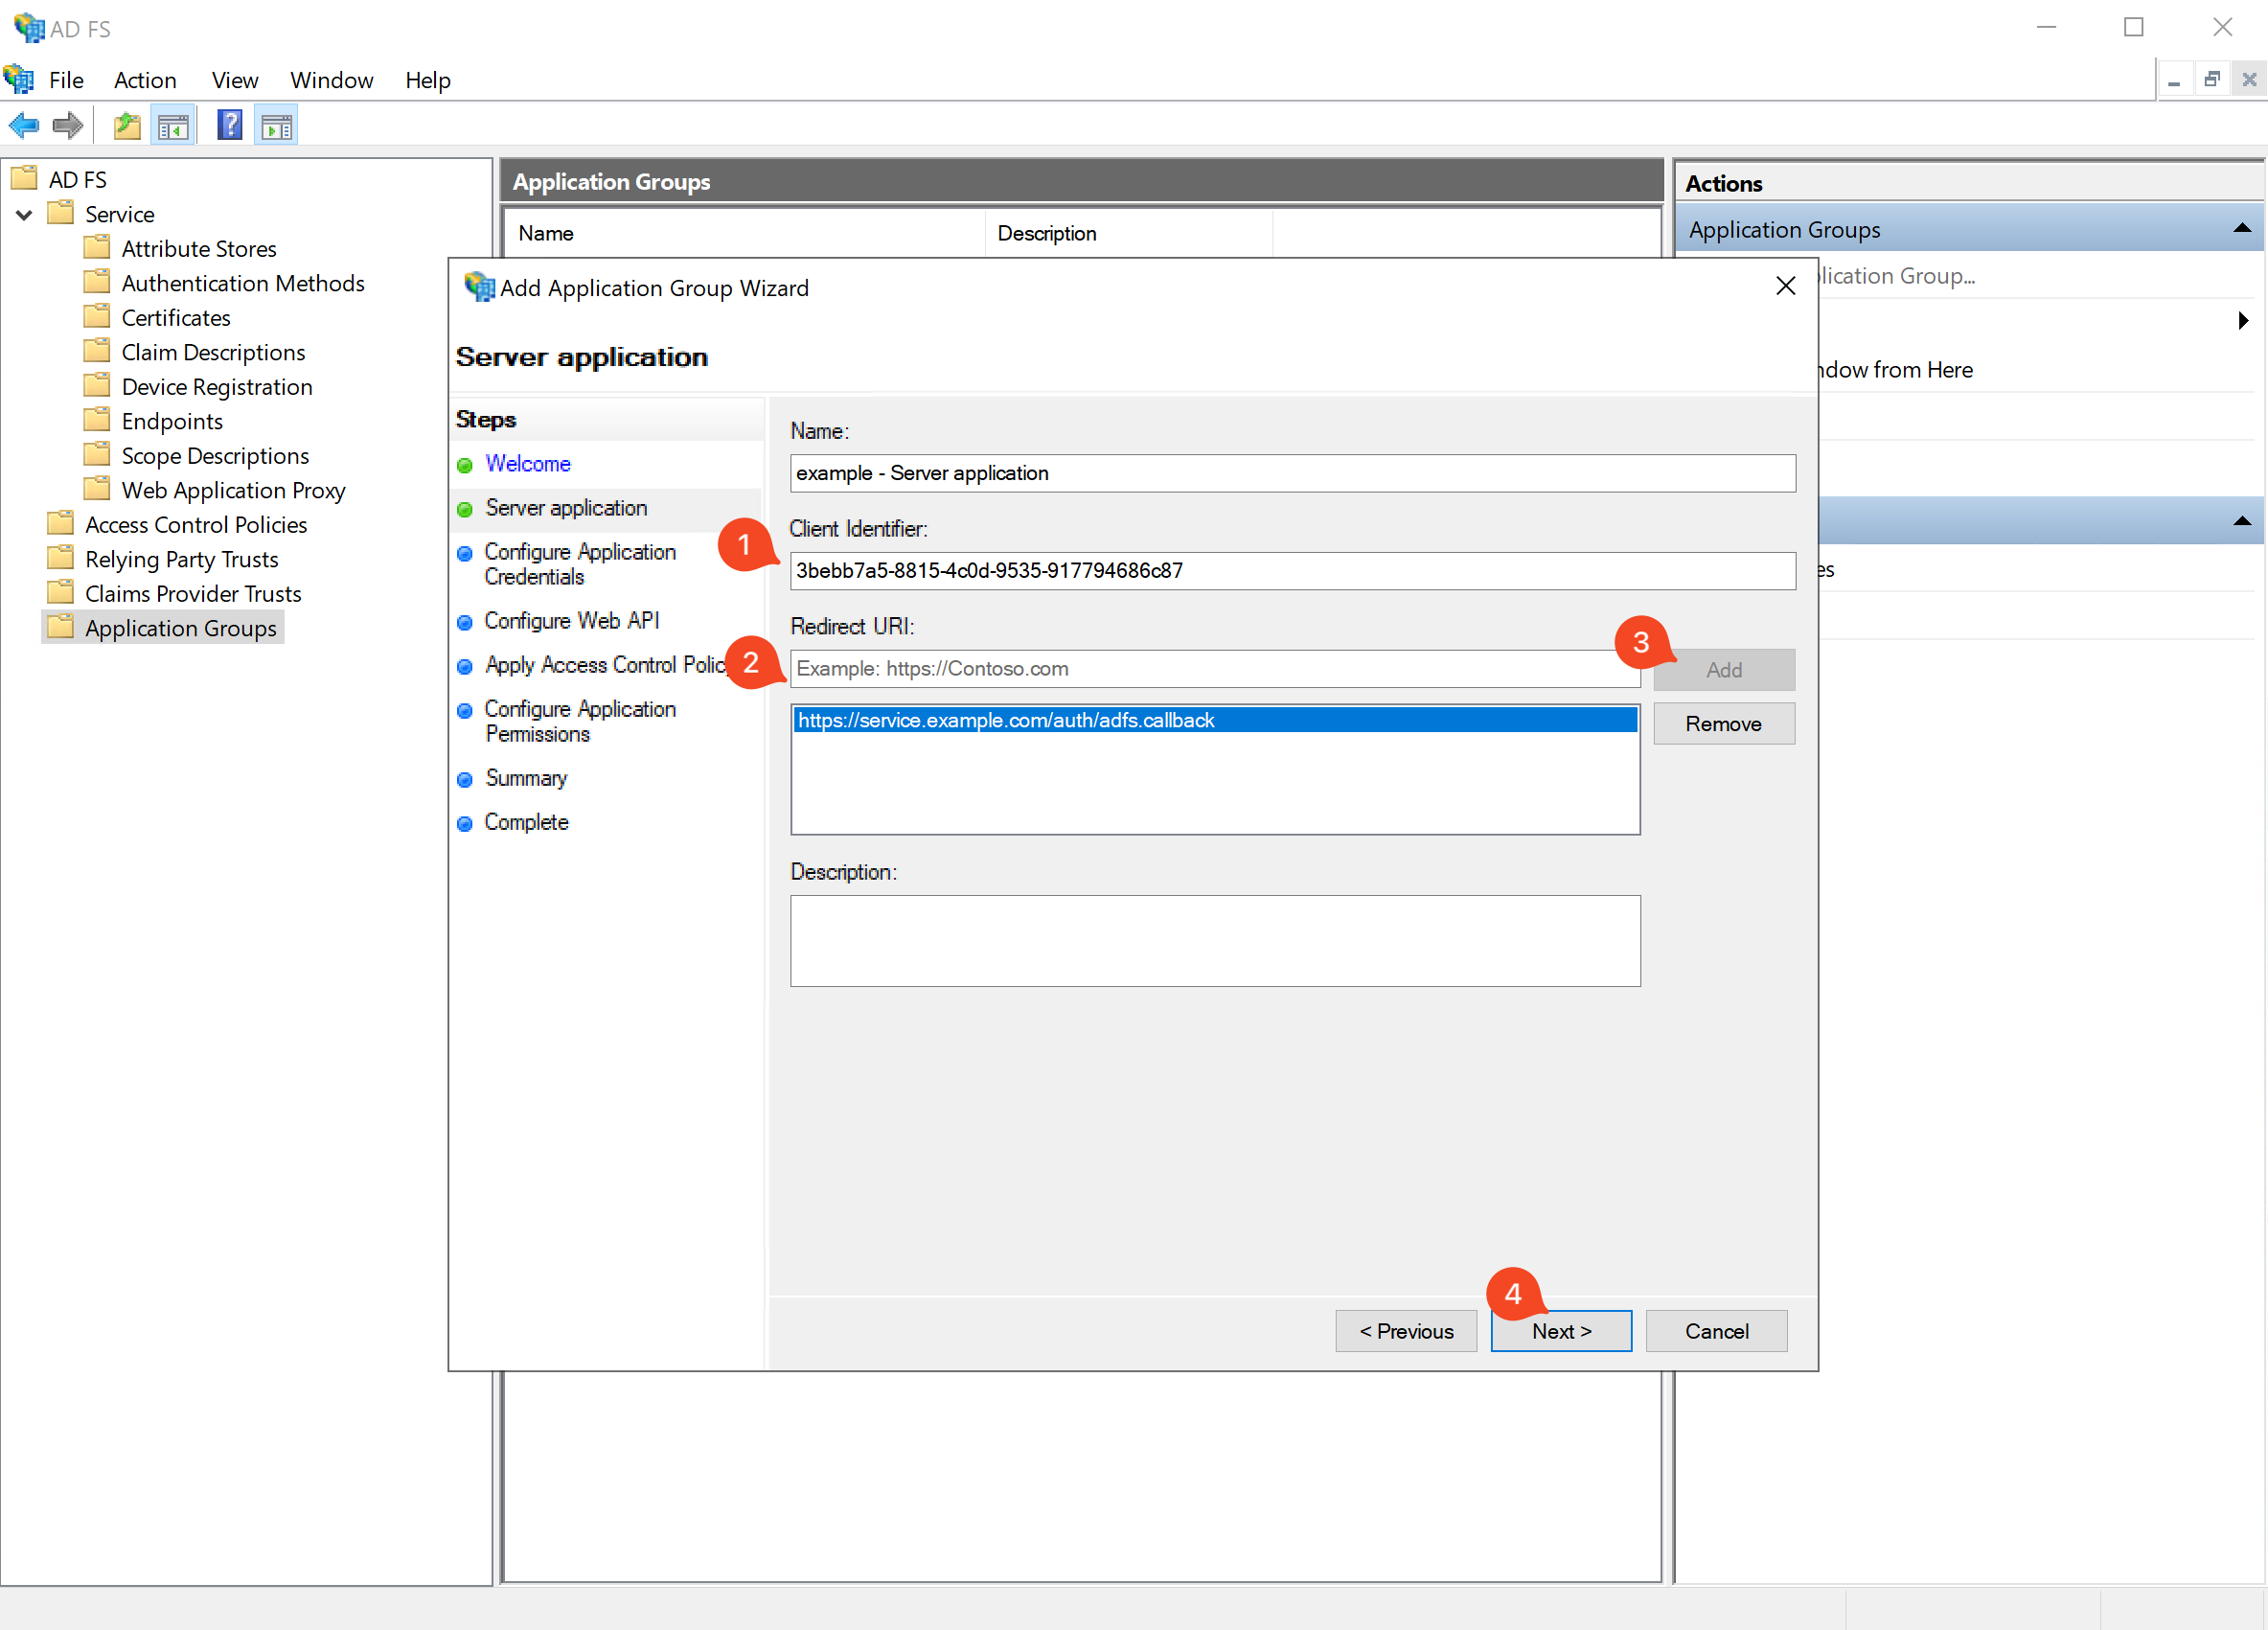 AD FS
File Action View Window Help
AD FS
Service
Attribute Stores
Authentication Methods
Certificates
Claim Descriptions
Device Registration
Endpoints
Scope Descriptions
Web Application Proxy
Access Control Policies
Relying Party Trusts
Claims Provider Trusts
Application Groups
Application Groups
Name Description
Add Application Group Wizard
Server application
Steps
Welcome
Server application
Configure Application
Credentials
Configure Web API
Apply Access Control Polic
Configure Application
Permissions
Summary
Complete
Name:
example - Server application
1
Client Identifier:
3bebb7a5-8815-4c0d-9535-917794686c87
Redirect URI:
2
Example: https://Contoso.com
3
Add
https://service.example.com/auth/adfs.callback
Remove
Description:
4
< Previous Next > Cancel
Actions
Application Groups
lication Group...
ndow from Here
es